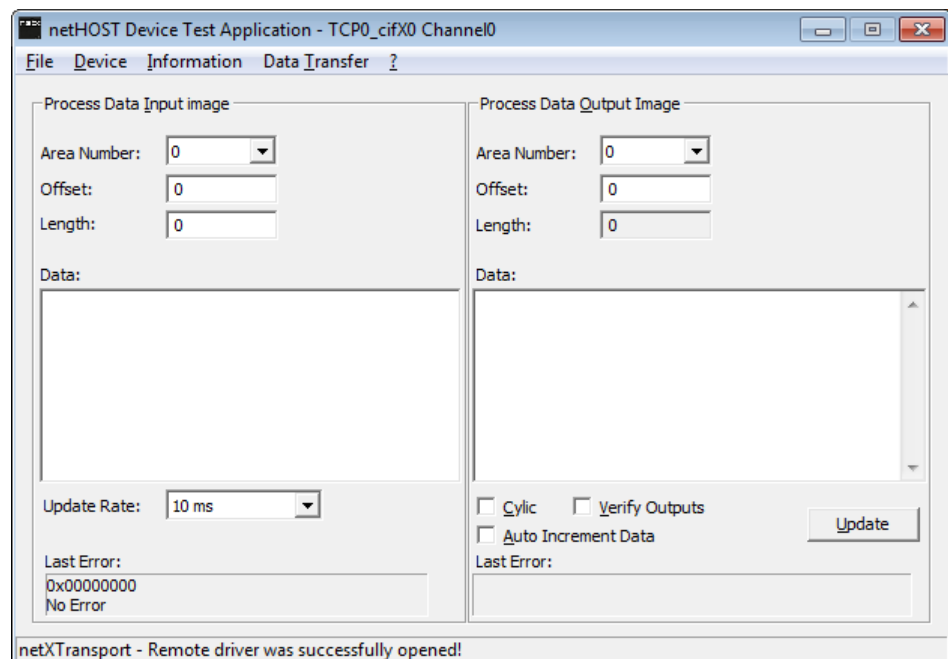 netHOST Device Test Application - TCP0_cifX0 Channel0
File Device Information Data Transfer ?
Process Data Input image
Area Number: 0
Offset: 0
Length: 0
Data:
Update Rate: 10 ms
Last Error:
0x00000000
No Error
Process Data Output Image
Area Number: 0
Offset: 0
Length: 0
Data:
Cylic Verify Outputs
Auto Increment Data
Update
Last Error:
netXTransport - Remote driver was successfully opened!